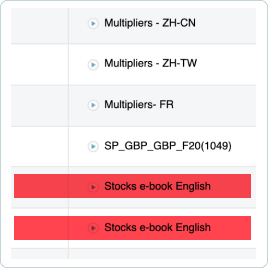 Multipliers - ZH-CN
Multipliers - ZH-TW
Multipliers- FR
SP_GBP_GBP_F20(1049)
Stocks e-book English
Stocks e-book English